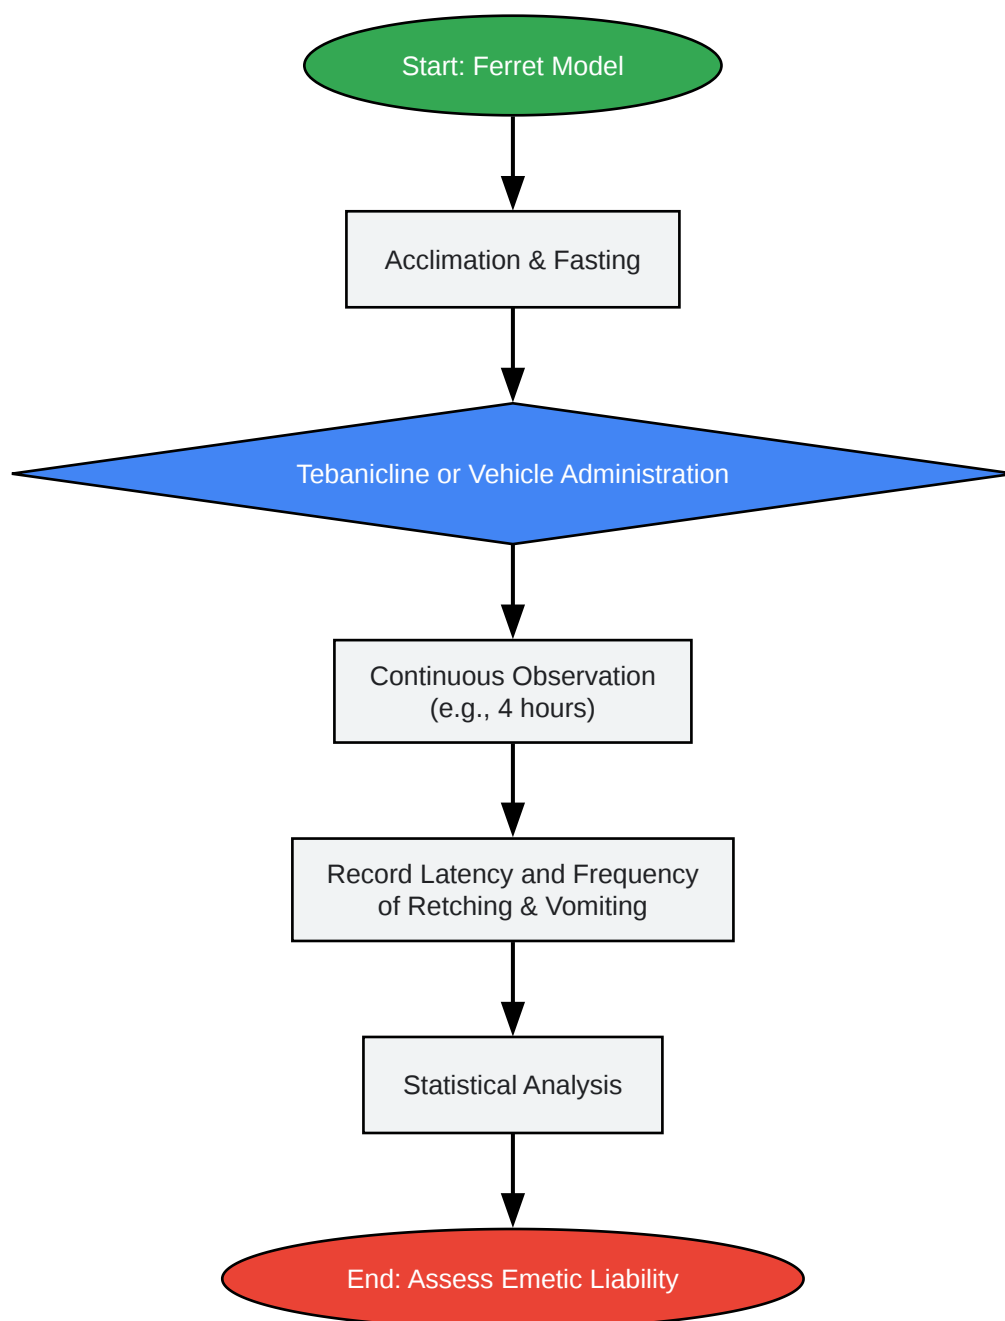 Start: Ferret Model
Acclimation & Fasting
Tebanicline or Vehicle Administration
Continuous Observation
(e.g., 4 hours)
Record Latency and Frequency
of Retching & Vomiting
Statistical Analysis
End: Assess Emetic Liability